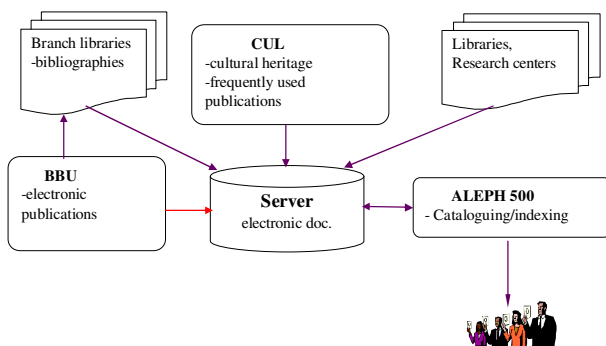 Branch libraries
-bibliographies
CUL
-cultural heritage
-frequently used
publications
Libraries,
Research centers
BBU
-electronic
publications
Server
electronic doc.
ALEPH 500
- Cataloguing/indexing